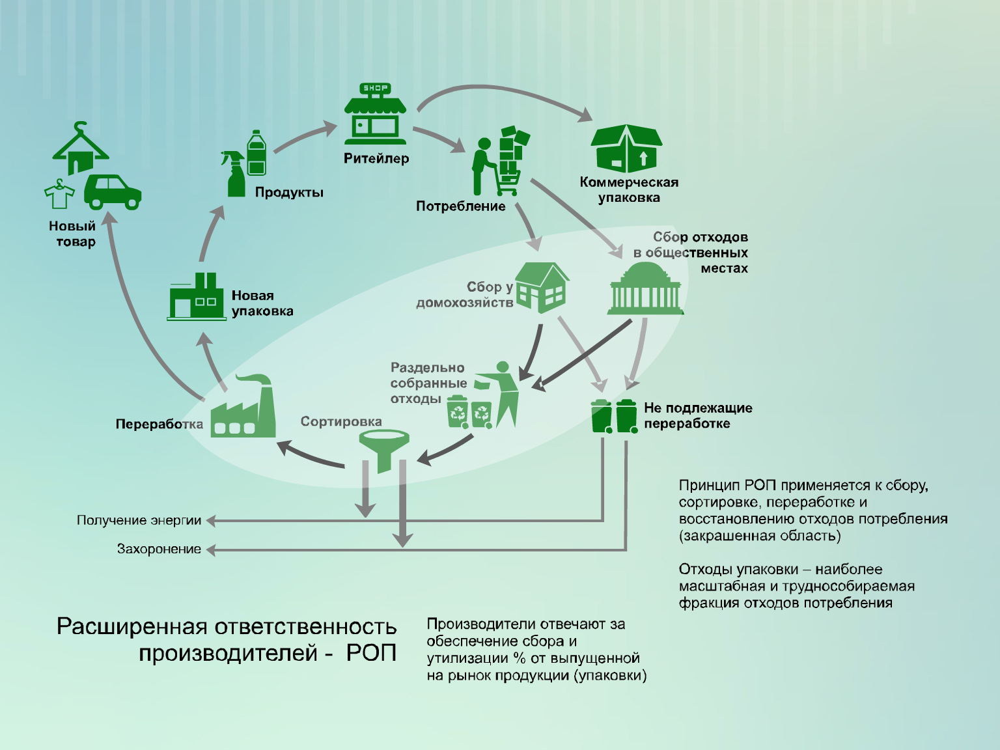 SHOP
Ритейлер
Коммерческая
упаковка
Продукты
Потребление
Новый
товар
Сбор отходов
в общественных
местах
Новая
упаковка
Сбор у
домохозяйств
Раздельно
собранные
отходы
Не подлежащие
переработке
Переработка
Сортировка
Получение энергии
Захоронение
Принцип РОП применяется к сбору,
сортировке, переработке и
восстановлению отходов потребления
(закрашенная область)
Отходы упаковки – наиболее
масштабная и труднособираемая
фракция отходов потребления
Расширенная ответственность
производителей - РОП
Производители отвечают за
обеспечение сбора и
утилизации % от выпущенной
на рынок продукции (упаковки)